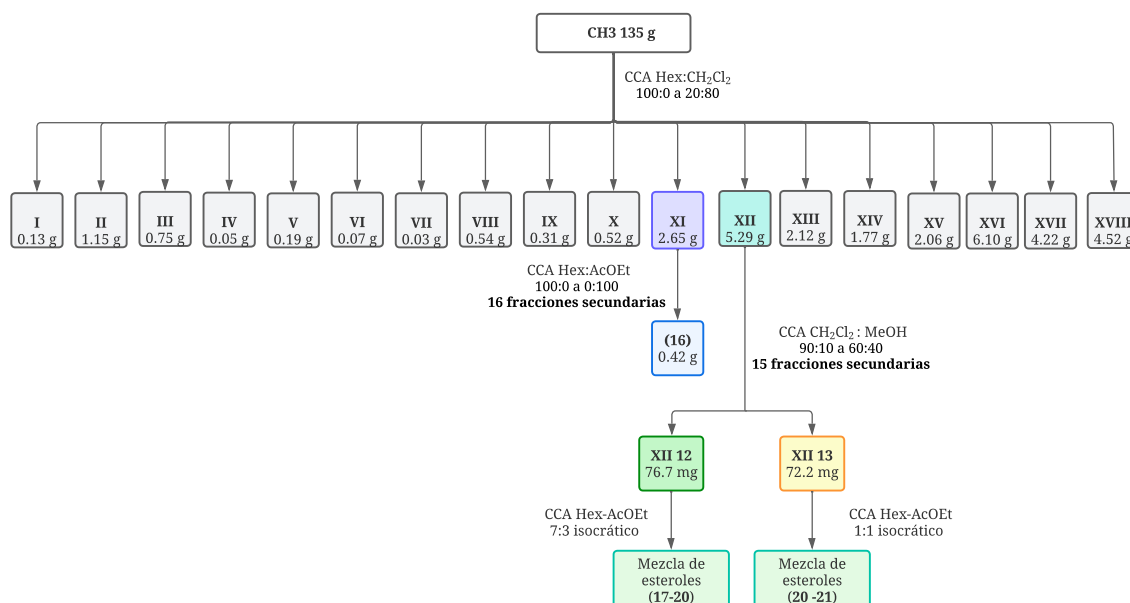 CH3 135 g
CCA Hex:CH₂Cl₂
100:0 a 20:80
I
0.13 g
II
1.15 g
III
0.75 g
IV
0.05 g
V
0.19 g
VI
0.07 g
VII
0.03 g
VIII
0.54 g
IX
0.31 g
X
0.52 g
XI
2.65 g
XII
5.29 g
XIII
2.12 g
XIV
1.77 g
XV
2.06 g
XVI
6.10 g
XVII
4.22 g
XVIII
4.52 g
CCA Hex:AcOEt
100:0 a 0:100
16 fracciones secundarias
(16)
0.42 g
CCA CH₂Cl₂ : MeOH
90:10 a 60:40
15 fracciones secundarias
XII 12
76.7 mg
XII 13
72.2 mg
CCA Hex-AcOEt
7:3 isocrático
CCA Hex-AcOEt
1:1 isocrático
Mezcla de
esteroles
(17-20)
Mezcla de
esteroles
(20 -21)